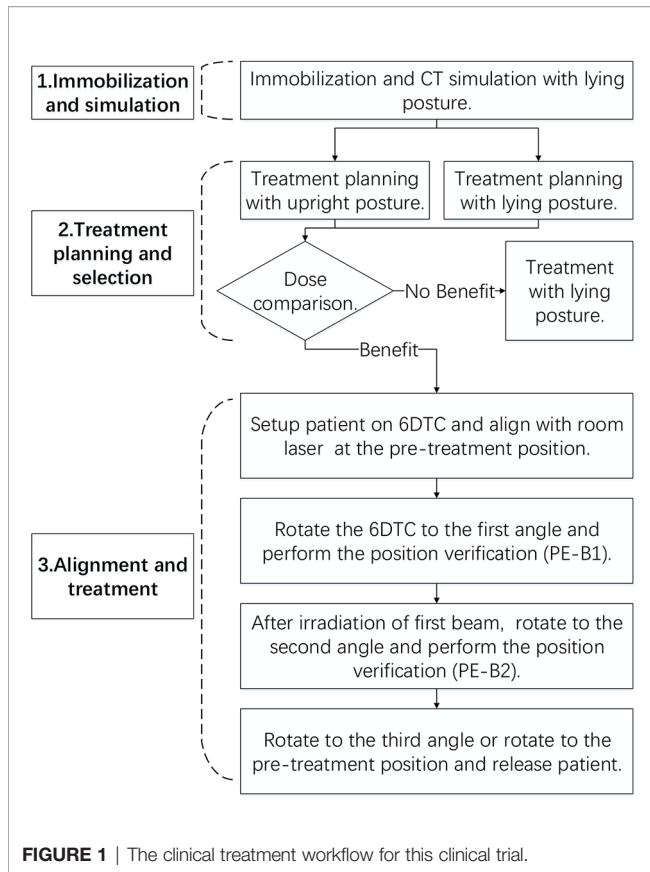 1.Immobilization
and simulation
Immobilization and CT simulation with lying
posture.
2.Treatment
planning and
selection
Treatment planning
with upright posture.
Treatment planning
with lying posture.
Dose
comparison.
No Benefit
Treatment
with lying
posture.
Benefit
3.Alignment and
treatment
Setup patient on 6DTC and align with room
laser at the pre-treatment position.
Rotate the 6DTC to the first angle and
perform the position verification (PE-B1).
After irradiation of first beam, rotate to the
second angle and perform the position
verification (PE-B2).
Rotate to the third angle or rotate to the
pre-treatment position and release patient.
FIGURE 1 | The clinical treatment workflow for this clinical trial.